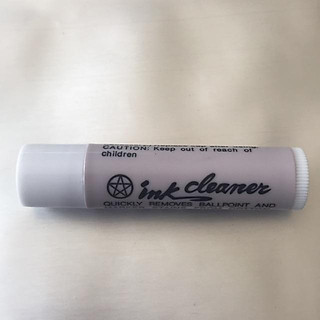 CAUTION: Keep out of reach of
children
ink cleaner
QUICKLY REMOVES BALLPOINT AND